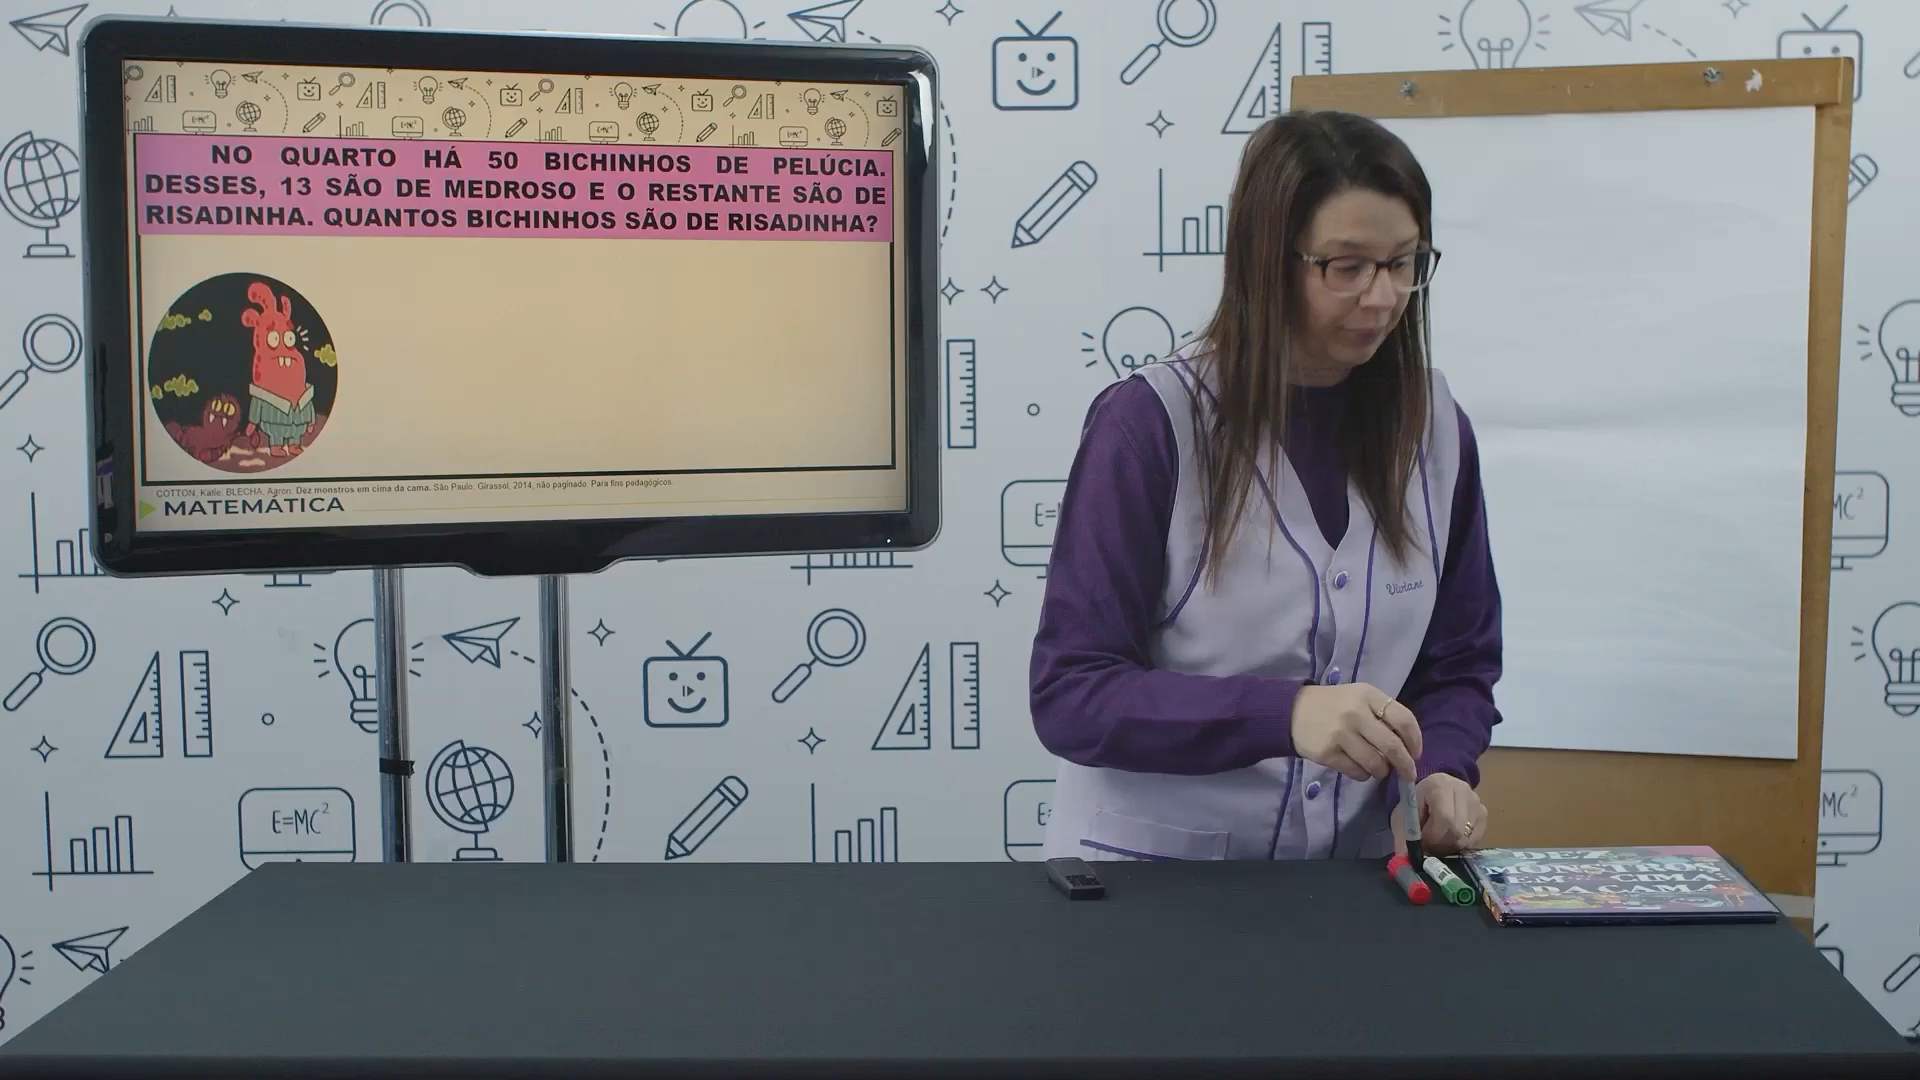 NO QUARTO HÁ 50 BICHINHOS DE PELÚCIA.
DESSES, 13 SÃO DE MEDROSO E O RESTANTE SÃO DE
RISADINHA. QUANTOS BICHINHOS SÃO DE RISADINHA?
COTTON, Katie. BLECHA, Aaron. Dez monstros em cima da cama. São Paulo: Girassol, 2014, não paginado. Para fins pedagógicos.
MATEMÁTICA
Viviane
DEZ
MONSTROS
EM CIMA
DA CAMA
E=MC²
MC²
MC²